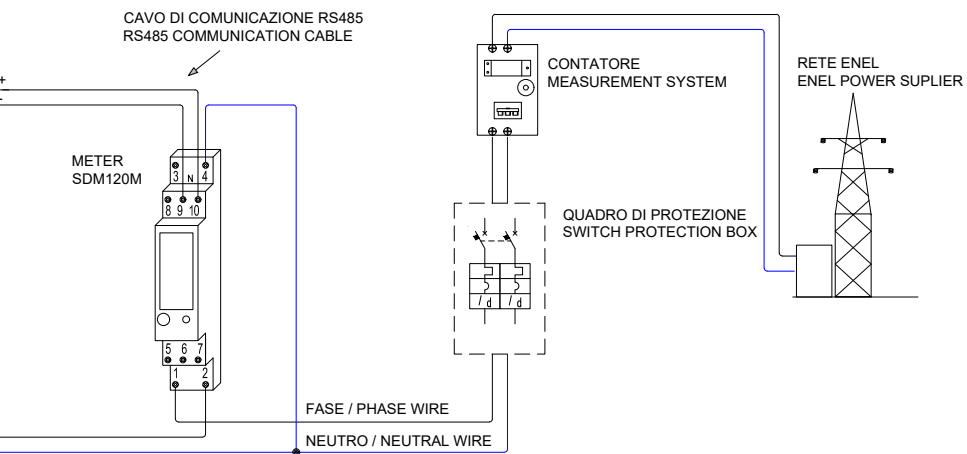 CAVO DI COMUNICAZIONE RS485
RS485 COMMUNICATION CABLE
+
-
METER
SDM120M
3 N 4
8 9 10
5 6 7
1 2
CONTATORE
MEASUREMENT SYSTEM
RETE ENEL
ENEL POWER SUPLIER
QUADRO DI PROTEZIONE
SWITCH PROTECTION BOX
/ d / d
FASE / PHASE WIRE
NEUTRO / NEUTRAL WIRE